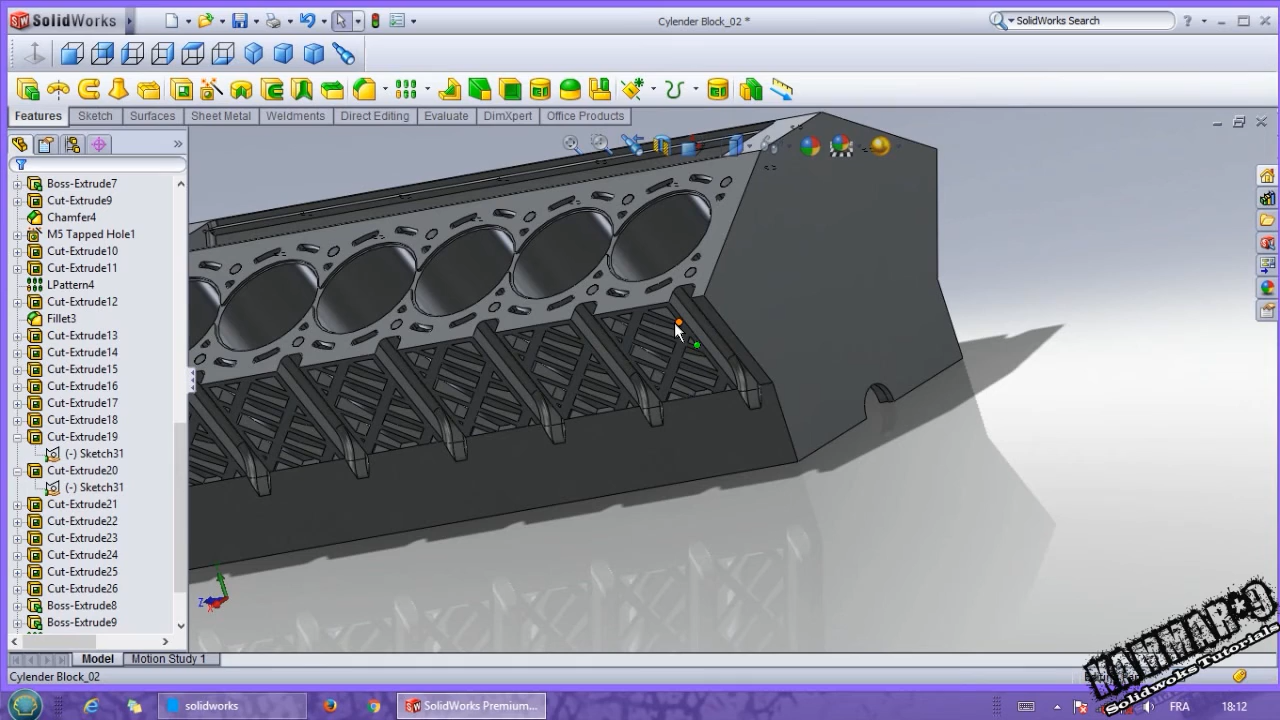 SolidWorks
Cylender Block_02 *
SolidWorks Search
Features
Sketch
Surfaces
Sheet Metal
Weldments
Direct Editing
Evaluate
DimXpert
Office Products
Boss-Extrude7
Cut-Extrude9
Chamfer4
M5 Tapped Hole1
Cut-Extrude10
Cut-Extrude11
LPattern4
Cut-Extrude12
Fillet3
Cut-Extrude13
Cut-Extrude14
Cut-Extrude15
Cut-Extrude16
Cut-Extrude17
Cut-Extrude18
Cut-Extrude19
(-) Sketch31
Cut-Extrude20
(-) Sketch31
Cut-Extrude21
Cut-Extrude22
Cut-Extrude23
Cut-Extrude24
Cut-Extrude25
Cut-Extrude26
Boss-Extrude8
Boss-Extrude9
Z
Model
Motion Study 1
Cylender Block_02
HAMMAR*9
Solidworks Tutorials
solidworks
SolidWorks Premium...
FR
18:12